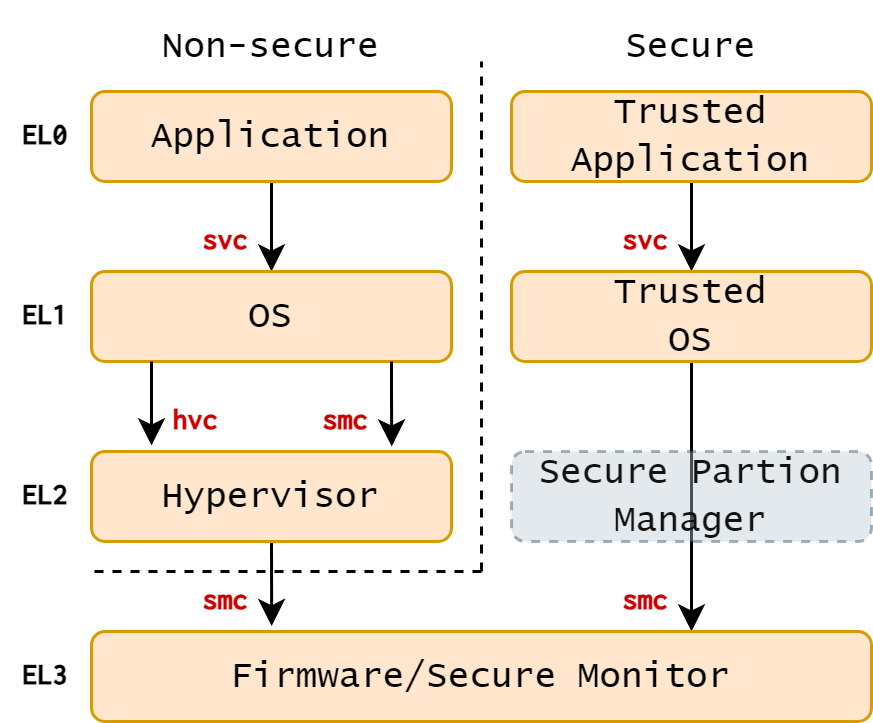 Non-secure
Secure
EL0
Application
Trusted
Application
svc
svc
EL1
OS
Trusted
OS
hvc
smc
EL2
Hypervisor
Secure Partion
Manager
smc
smc
EL3
Firmware/Secure Monitor